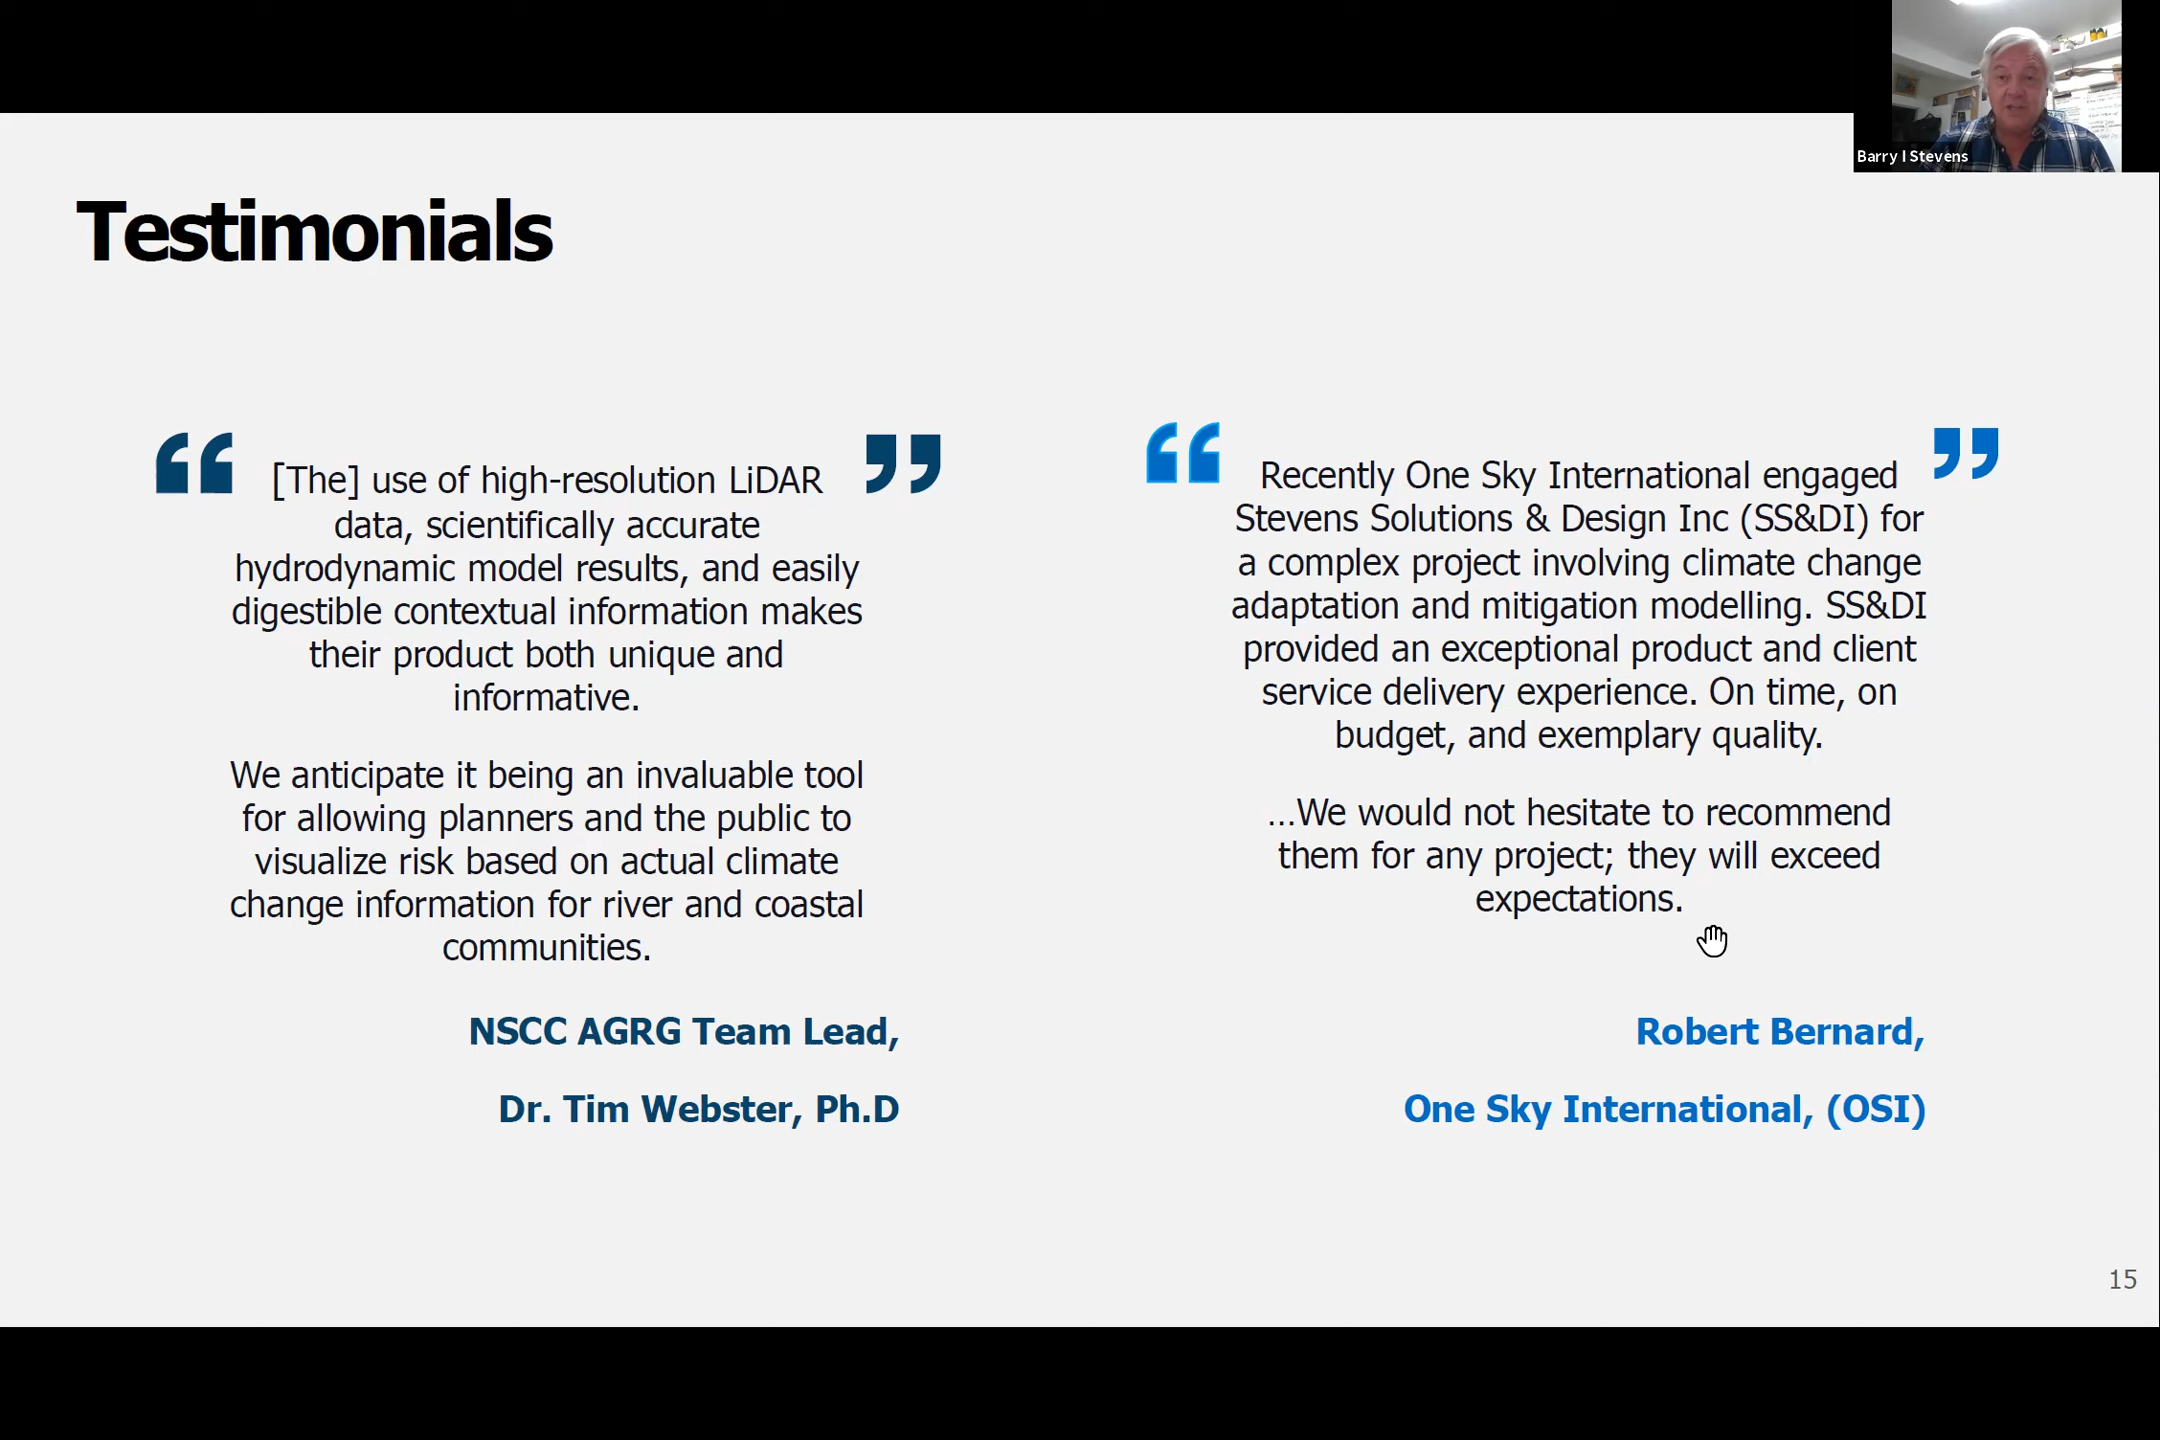 Barry I Stevens
Testimonials
“ [The] use of high-resolution LiDAR ”
data, scientifically accurate
hydrodynamic model results, and easily
digestible contextual information makes
their product both unique and
informative.
We anticipate it being an invaluable tool
for allowing planners and the public to
visualize risk based on actual climate
change information for river and coastal
communities.
NSCC AGRG Team Lead,
Dr. Tim Webster, Ph.D
“ Recently One Sky International engaged ”
Stevens Solutions & Design Inc (SS&DI) for
a complex project involving climate change
adaptation and mitigation modelling. SS&DI
provided an exceptional product and client
service delivery experience. On time, on
budget, and exemplary quality.
...We would not hesitate to recommend
them for any project; they will exceed
expectations.
Robert Bernard,
One Sky International, (OSI)
15